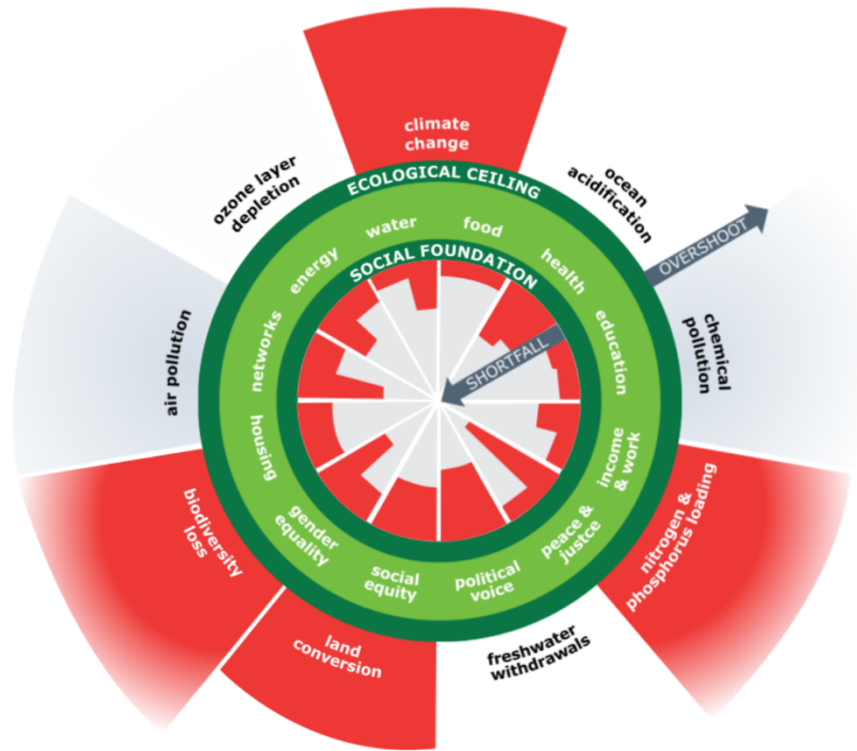 climate
change
ozone layer
depletion
ocean
acidification
ECOLOGICAL CEILING
OVERSHOOT
water
food
energy
health
SOCIAL FOUNDATION
networks
education
SHORTFALL
air pollution
chemical
pollution
housing
income
& work
biodiversity
loss
gender
equality
peace &
justce
nitrogen &
phosphorus loading
social
equity
political
voice
land
conversion
freshwater
withdrawals